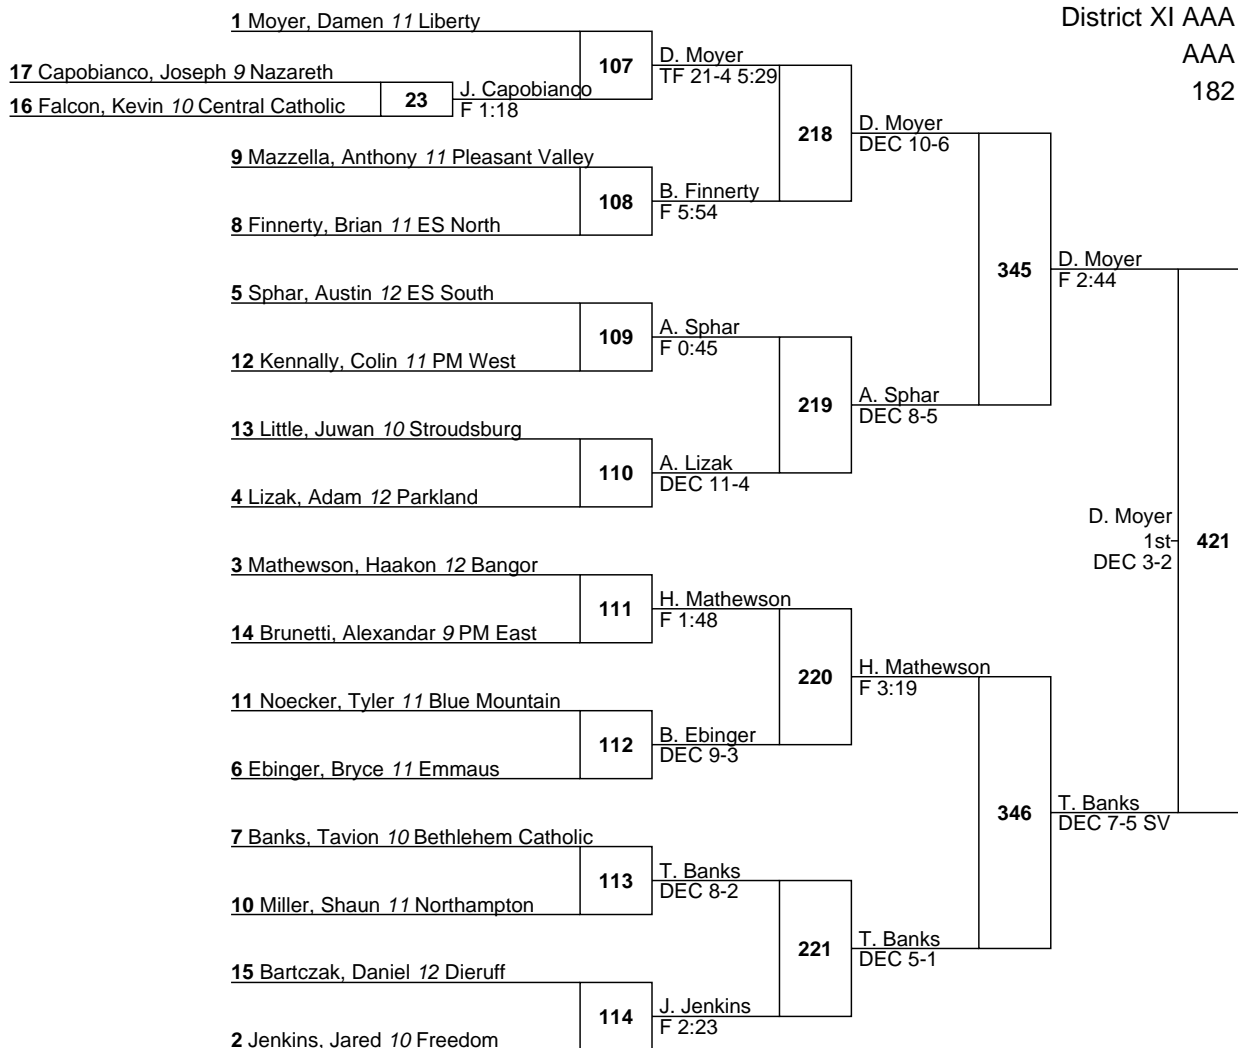 District XI AAA
AAA
182
1 Moyer, Damen 11 Liberty
107
D. Moyer
TF 21-4 5:29
17 Capobianco, Joseph 9 Nazareth
16 Falcon, Kevin 10 Central Catholic
23
J. Capobianco
F 1:18
218
D. Moyer
DEC 10-6
9 Mazzella, Anthony 11 Pleasant Valley
108
B. Finnerty
F 5:54
8 Finnerty, Brian 11 ES North
345
D. Moyer
F 2:44
5 Sphar, Austin 12 ES South
109
A. Sphar
F 0:45
12 Kennally, Colin 11 PM West
219
A. Sphar
DEC 8-5
13 Little, Juwan 10 Stroudsburg
110
A. Lizak
DEC 11-4
4 Lizak, Adam 12 Parkland
D. Moyer
1st
DEC 3-2
421
3 Mathewson, Haakon 12 Bangor
111
H. Mathewson
F 1:48
14 Brunetti, Alexandar 9 PM East
220
H. Mathewson
F 3:19
11 Noecker, Tyler 11 Blue Mountain
112
B. Ebinger
DEC 9-3
6 Ebinger, Bryce 11 Emmaus
346
T. Banks
DEC 7-5 SV
7 Banks, Tavion 10 Bethlehem Catholic
113
T. Banks
DEC 8-2
10 Miller, Shaun 11 Northampton
221
T. Banks
DEC 5-1
15 Bartczak, Daniel 12 Dieruff
114
J. Jenkins
F 2:23
2 Jenkins, Jared 10 Freedom